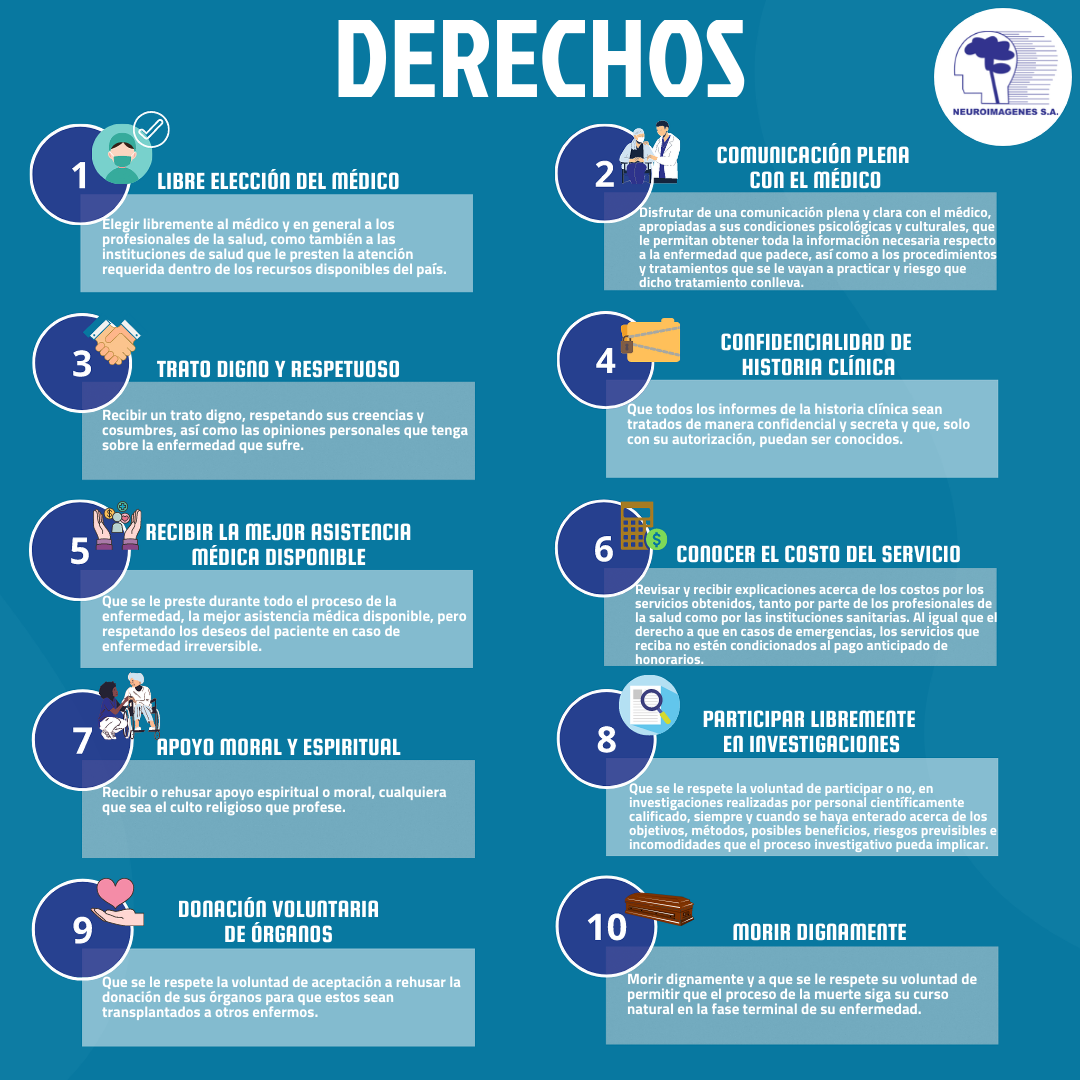 DERECHOS
NEUROIMAGENES S.A.
1
LIBRE ELECCIÓN DEL MÉDICO
Elegir libremente al médico y en general a los
profesionales de la salud, como también a las
instituciones de salud que le presten la atención
requerida dentro de los recursos disponibles del país.
2
COMUNICACIÓN PLENA
CON EL MÉDICO
Disfrutar de una comunicación plena y clara con el médico,
apropiadas a sus condiciones psicológicas y culturales, que
le permitan obtener toda la información necesaria respecto
a la enfermedad que padece, así como a los procedimientos
y tratamientos que se le vayan a practicar y riesgo que
dicho tratamiento conlleva.
3
TRATO DIGNO Y RESPETUOSO
Recibir un trato digno, respetando sus creencias y
cosumbres, así como las opiniones personales que tenga
sobre la enfermedad que sufre.
4
CONFIDENCIALIDAD DE
HISTORIA CLÍNICA
Que todos los informes de la historia clínica sean
tratados de manera confidencial y secreta y que, solo
con su autorización, puedan ser conocidos.
5
RECIBIR LA MEJOR ASISTENCIA
MÉDICA DISPONIBLE
Que se le preste durante todo el proceso de la
enfermedad, la mejor asistencia médica disponible, pero
respetando los deseos del paciente en caso de
enfermedad irreversible.
6
$
CONOCER EL COSTO DEL SERVICIO
Revisar y recibir explicaciones acerca de los costos por los
servicios obtenidos, tanto por parte de los profesionales de
la salud como por las instituciones sanitarias. Al igual que el
derecho a que en casos de emergencias, los servicios que
reciba no estén condicionados al pago anticipado de
honorarios.
7
APOYO MORAL Y ESPIRITUAL
Recibir o rehusar apoyo espiritual o moral, cualquiera
que sea el culto religioso que profese.
8
PARTICIPAR LIBREMENTE
EN INVESTIGACIONES
Que se le respete la voluntad de participar o no, en
investigaciones realizadas por personal científicamente
calificado, siempre y cuando se haya enterado acerca de los
objetivos, métodos, posibles beneficios, riesgos previsibles e
incomodidades que el proceso investigativo pueda implicar.
9
DONACIÓN VOLUNTARIA
DE ÓRGANOS
Que se le respete la voluntad de aceptación a rehusar la
donación de sus órganos para que estos sean
transplantados a otros enfermos.
10
MORIR DIGNAMENTE
Morir dignamente y a que se le respete su voluntad de
permitir que el proceso de la muerte siga su curso
natural en la fase terminal de su enfermedad.